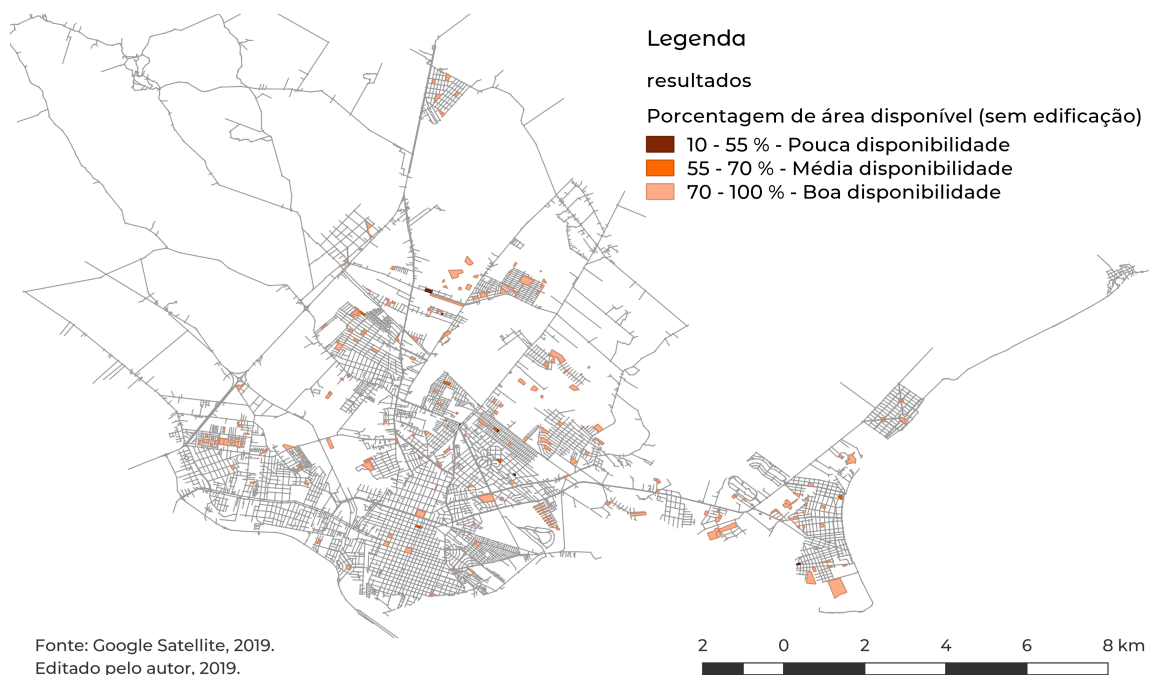 Legenda
resultados
Porcentagem de área disponível (sem edificação)
10 - 55 % - Pouca disponibilidade
55 - 70 % - Média disponibilidade
70 - 100 % - Boa disponibilidade
Fonte: Google Satellite, 2019.
Editado pelo autor, 2019.
2 0 2 4 6 8 km